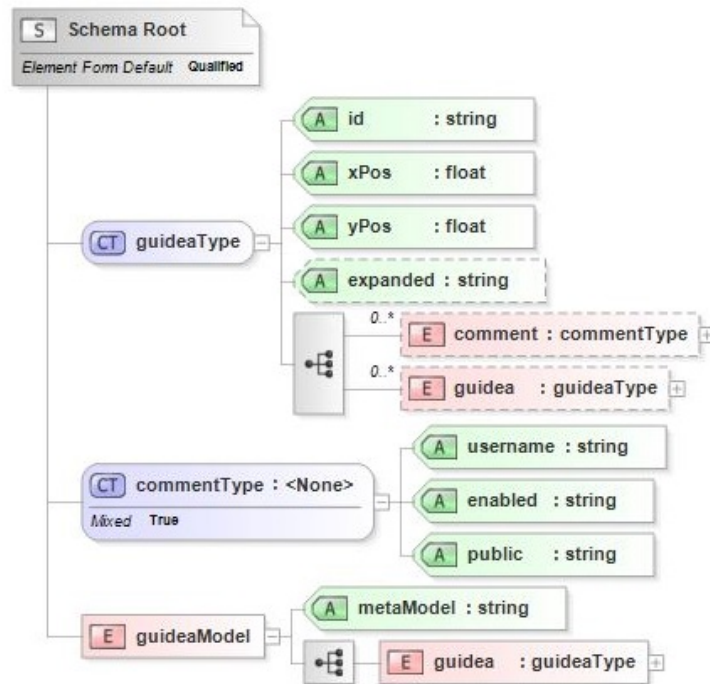 S Schema Root
Element Form Default Qualified
A id : string
A xPos : float
CT guideaType
A yPos : float
A expanded : string
0..*
E comment : commentType
0..*
E guidea : guideaType
A username : string
CT commentType : <None>
A enabled : string
Mixed True
A public : string
A metaModel : string
E guideaModel
E guidea : guideaType